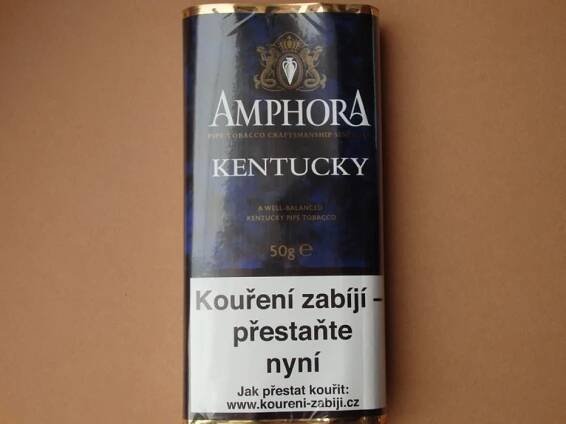 AMPHORA
PIPE TOBACCO CRAFTSMANSHIP
KENTUCKY
A WELL-BALANCED
KENTUCKY PIPE TOBACCO
50g e
Kouření zabíjí –
přestaňte
nyní
Jak přestat kouřit:
www.koureni-zabiji.cz